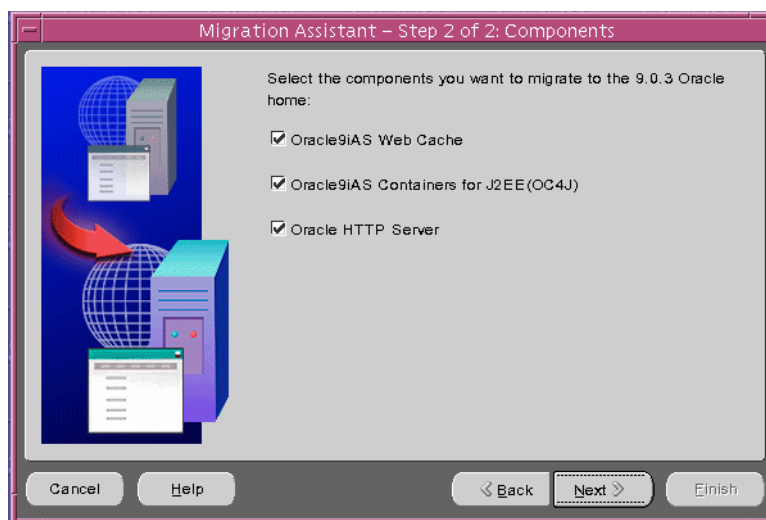 Migration Assistant – Step 2 of 2: Components
Select the components you want to migrate to the 9.0.3 Oracle
home:
Oracle9iAS Web Cache
Oracle9iAS Containers for J2EE(OC4J)
Oracle HTTP Server
Cancel
Help
Back
Next
Finish